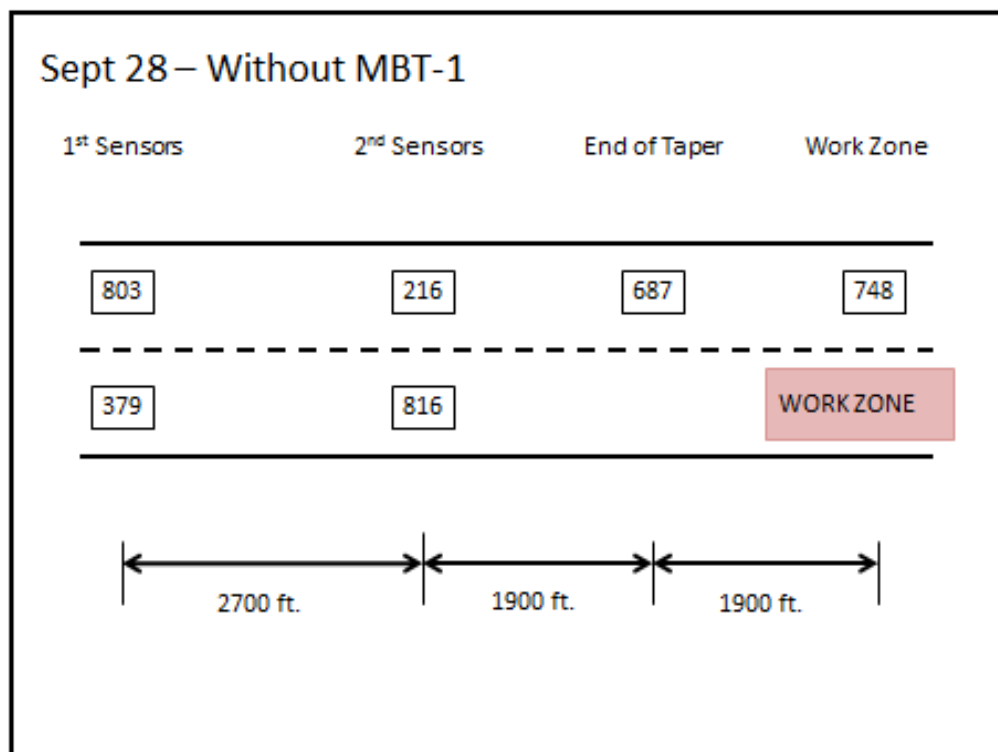 Sept 28 – Without MBT-1
1st Sensors 2nd Sensors End of Taper Work Zone
803 216 687 748
379 816 WORK ZONE
2700 ft. 1900 ft. 1900 ft.